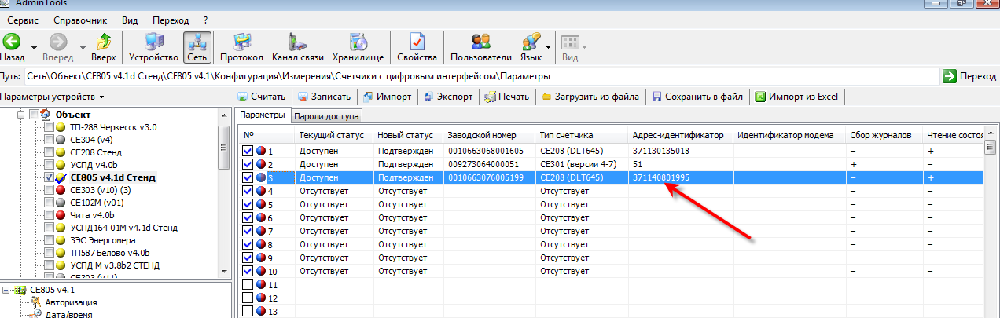 AdminTools
Сервис Справочник Вид Переход ?
Назад Вперед Вверх Устройство Сеть Протокол Канал связи Хранилище Свойства Пользователи Язык Вид
Путь: Сеть\Объект\CE805 v4.1d Стенд\CE805 v4.1\Конфигурация\Измерения\Счетчики с цифровым интерфейсом\Параметры Переход
Параметры устройств Считать Записать Импорт Экспорт Печать Загрузить из файла Сохранить в файл Импорт из Excel
Объект
ТП-288 Черкесск v3.0
CE304 (v4)
CE208 Стенд
УСПД v4.0b
CE805 v4.1d Стенд
CE303 (v10) (3)
CE102M (v01)
Чита v4.0b
УСПД164-01М v4.1d Стенд
ЗЭС Энергомера
ТП587 Белово v4.0b
УСПД М v3.8b2 СТЕНД
CE303 (v11)
CE805 v4.1
Авторизация
Дата/время
Параметры Пароли доступа
№ Текущий статус Новый статус Заводской номер Тип счетчика Адрес-идентификатор Идентификатор модема Сбор журналов Чтение состоя
1 Доступен Подтвержден 0010663068001605 CE208 (DLT645) 371130135018 – +
2 Доступен Подтвержден 009273064000051 CE301 (версии 4-7) 51 + –
3 Доступен Подтвержден 0010663076005199 CE208 (DLT645) 371140801995 – +
4 Отсутствует Отсутствует Отсутствует – –
5 Отсутствует Отсутствует Отсутствует – –
6 Отсутствует Отсутствует Отсутствует – –
7 Отсутствует Отсутствует Отсутствует – –
8 Отсутствует Отсутствует Отсутствует – –
9 Отсутствует Отсутствует Отсутствует – –
10 Отсутствует Отсутствует Отсутствует – –
11
12
13